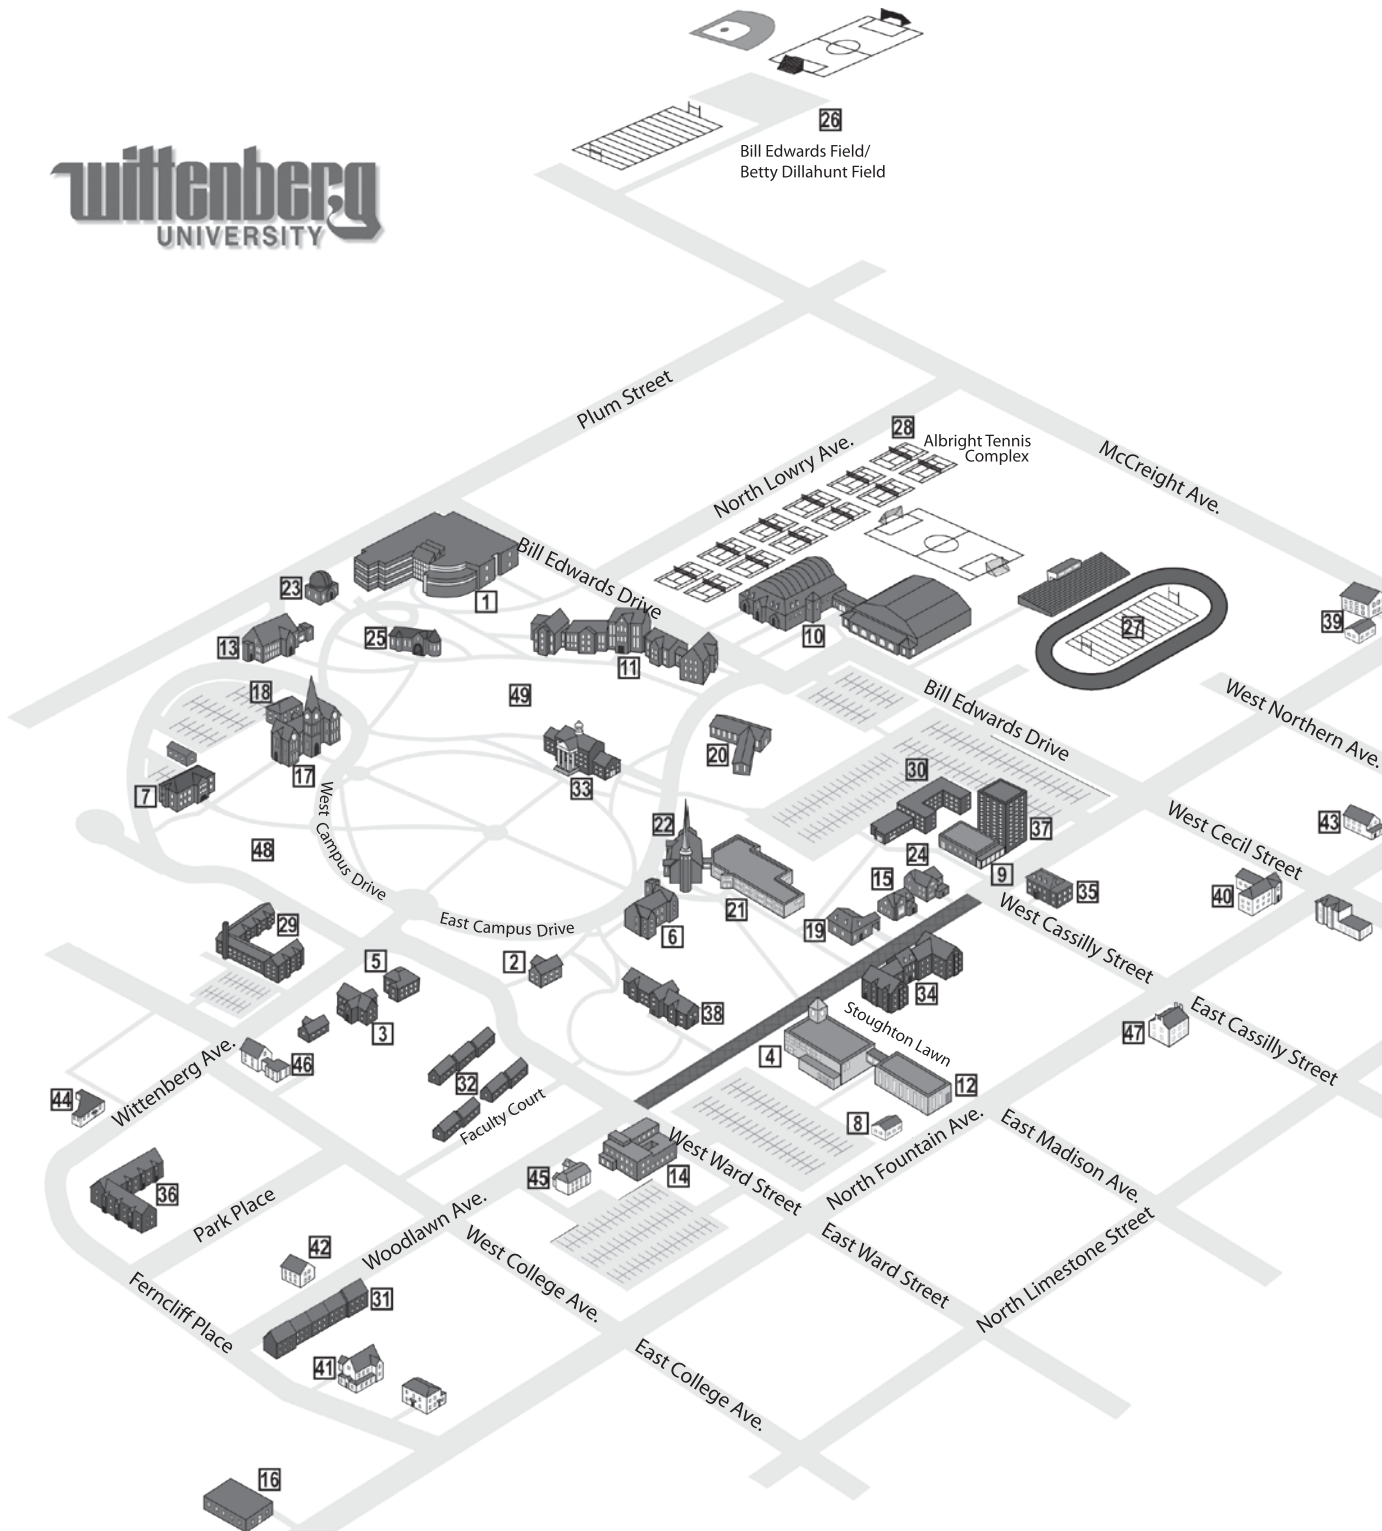 26
Bill Edwards Field/
Betty Dillahunt Field
wittenberg
UNIVERSITY
Plum Street
28
Albright Tennis
Complex
North Lowry Ave.
McCreight Ave.
Bill Edwards Drive
23
1
39
27
13
25
10
11
18
49
Bill Edwards Drive
West Northern Ave.
20
17
33
30
7
West Campus Drive
22
37
West Cecil Street
43
48
24
9
15
35
40
21
29
East Campus Drive
19
6
West Cassilly Street
5
2
34
38
Stoughton Lawn
East Cassilly Street
3
47
4
46
Wittenberg Ave.
32
12
44
Faculty Court
8
North Fountain Ave.
East Madison Ave.
West Ward Street
45
14
36
Park Place
Woodlawn Ave.
42
West College Ave.
East Ward Street
North Limestone Street
Ferncliff Place
31
41
East College Ave.
16